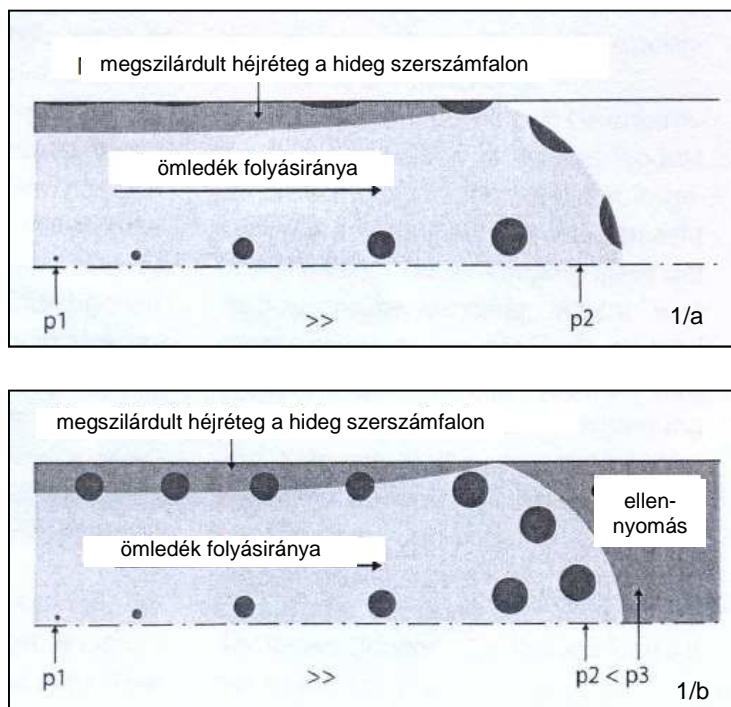 megszilárdult héjréteg a hideg szerszámfalon
ömledék folyásiránya
p1
>>
p2
1/a
megszilárdult héjréteg a hideg szerszámfalon
ellen-
nyomás
ömledék folyásiránya
p1
>>
p2 < p3
1/b